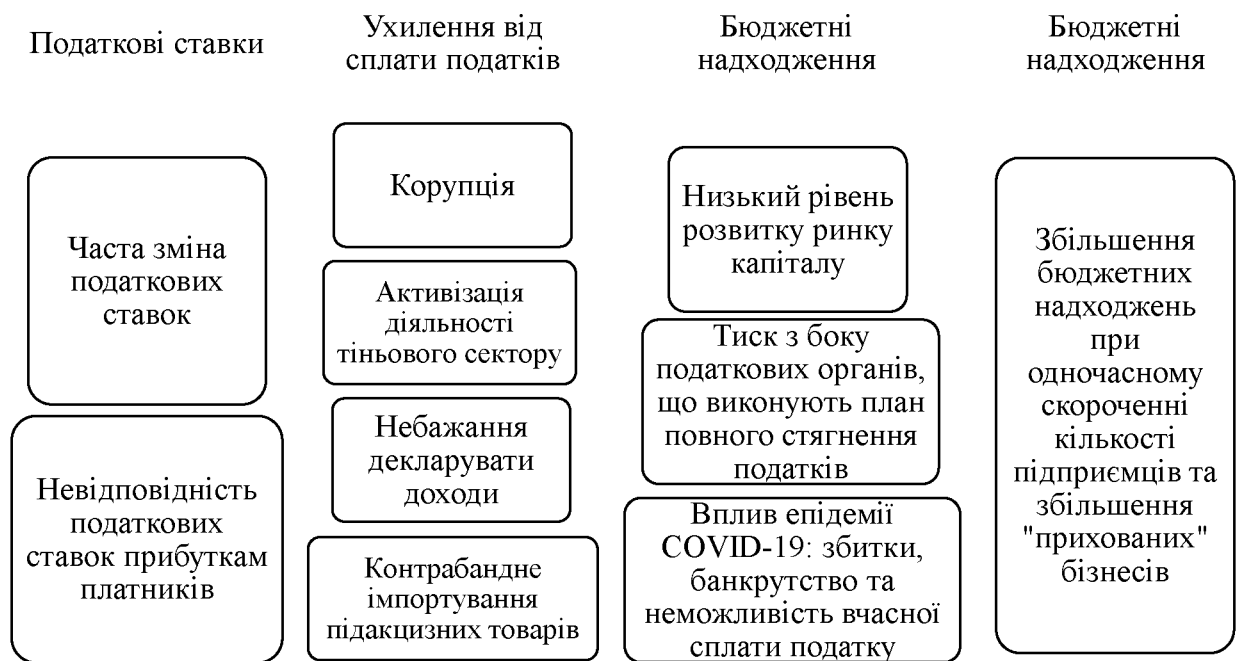 Податкові ставки
Часта зміна
податкових
ставок
Невідповідність
податкових
ставок прибуткам
платників
Ухилення від
сплати податків
Корупція
Активізація
діяльності
тіньового сектору
Небажання
декларувати
доходи
Контрабандне
імпортування
підакцизних товарів
Бюджетні
надходження
Низький рівень
розвитку ринку
капіталу
Тиск з боку
податкових органів,
що виконують план
повного стягнення
податків
Вплив епідемії
COVID-19: збитки,
банкрутство та
неможливість вчасної
сплати податку
Бюджетні
надходження
Збільшення
бюджетних
надходжень
при
одночасному
скороченні
кількості
підприємців та
збільшення
"прихованих"
бізнесів